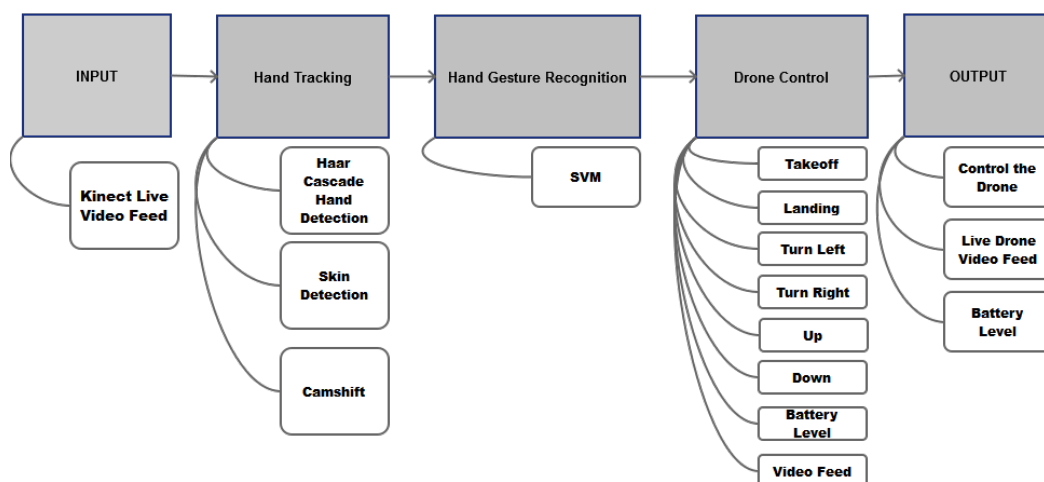 INPUT
Hand Tracking
Hand Gesture Recognition
Drone Control
OUTPUT
Kinect Live
Video Feed
Haar
Cascade
Hand
Detection
Skin
Detection
Camshift
SVM
Takeoff
Landing
Turn Left
Turn Right
Up
Down
Battery
Level
Video Feed
Control the
Drone
Live Drone
Video Feed
Battery
Level